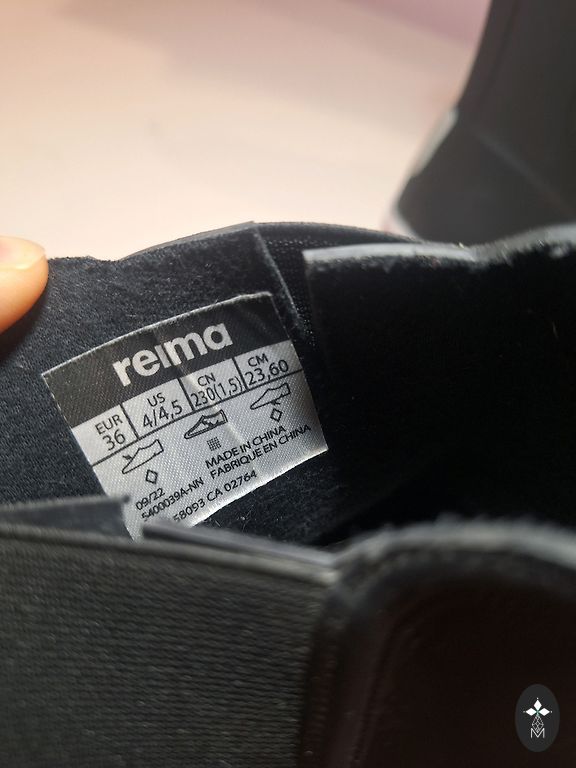 reima
EUR US CN CM
36 4/4,5 230(1,5) 23,60
MADE IN CHINA
FABRIQUE EN CHINA
09/22
5400039A-NN
58093 CA 02764